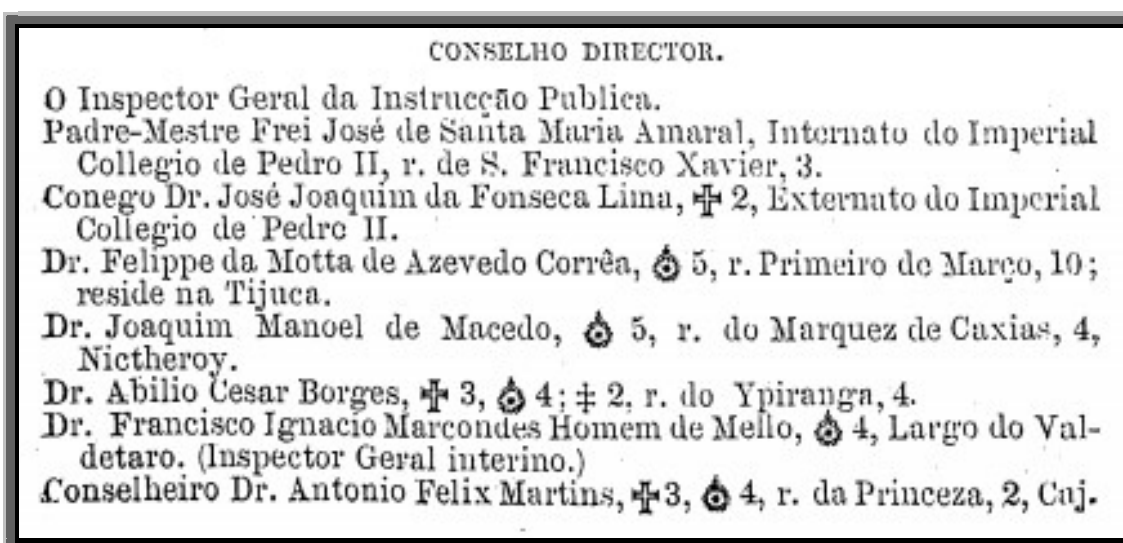 CONSELHO DIRECTOR.
O Inspector Geral da Instrucção Publica.
Padre-Mestre Frei José de Santa Maria Amaral, Internato do Imperial
Collegio de Pedro II, r. de S. Francisco Xavier, 3.
Conego Dr. José Joaquim da Fonseca Lima, ✠ 2, Externato do Imperial
Collegio de Pedro II.
Dr. Felippe da Motta de Azevedo Corrêa, 5, r. Primeiro de Março, 10;
reside na Tijuca.
Dr. Joaquim Manoel de Macedo, 5, r. do Marquez de Caxias, 4,
Nictheroy.
Dr. Abilio Cesar Borges, ✠ 3, 4; ‡ 2, r. do Ypiranga, 4.
Dr. Francisco Ignacio Marcondes Homem de Mello, 4, Largo do Val-
detaro. (Inspector Geral interino.)
Conselheiro Dr. Antonio Felix Martins, ✠ 3, 4, r. da Princeza, 2, Caj.